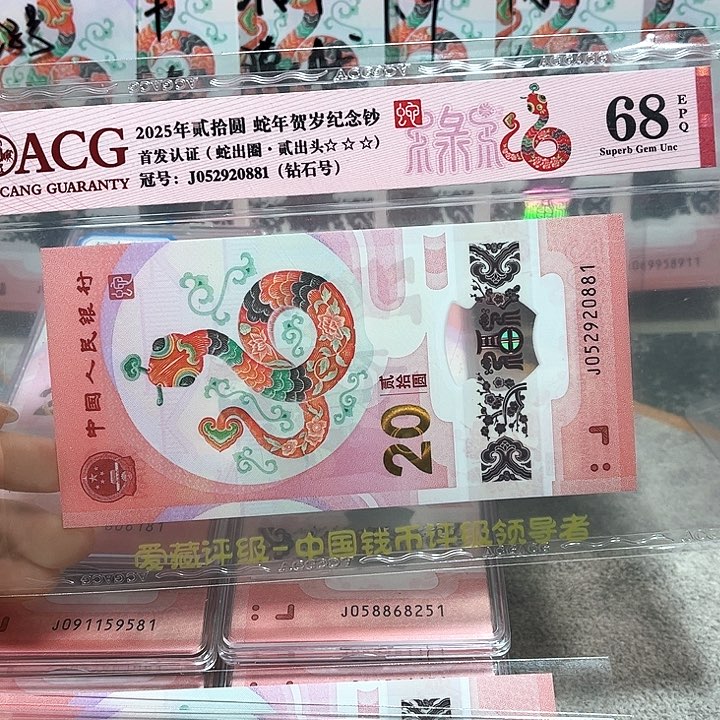 ACG
CANG GUARANTY
2025年贰拾圆 蛇年贺岁纪念钞
首发认证（蛇出圈·贰出头☆☆☆）
冠号：J052920881（钻石号）
蛇
68
EPQ
Superb Gem Unc
中国人民银行
蛇
贰拾圆
20
J052920881
爱藏评级-中国钱币评级领导者
J069958911
J091159581
J058868251